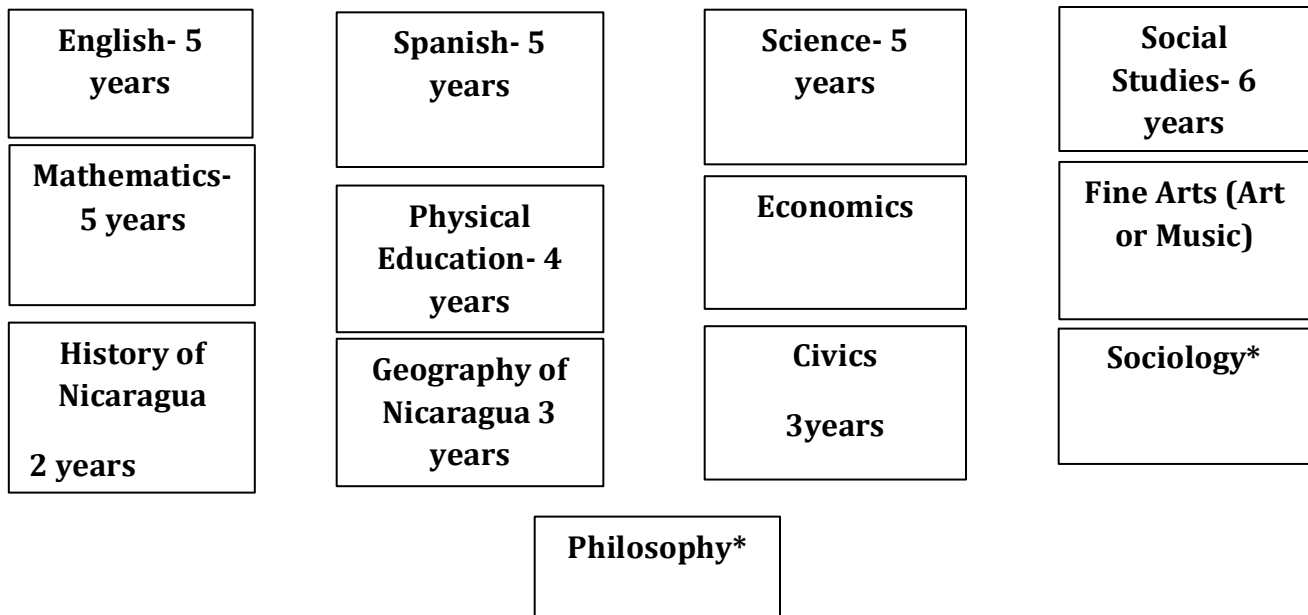 English- 5
years
Spanish- 5
years
Science- 5
years
Social
Studies- 6
years
Mathematics-
5 years
Physical
Education- 4
years
Economics
Fine Arts (Art
or Music)
History of
Nicaragua
2 years
Geography of
Nicaragua 3
years
Civics
3years
Sociology*
Philosophy*